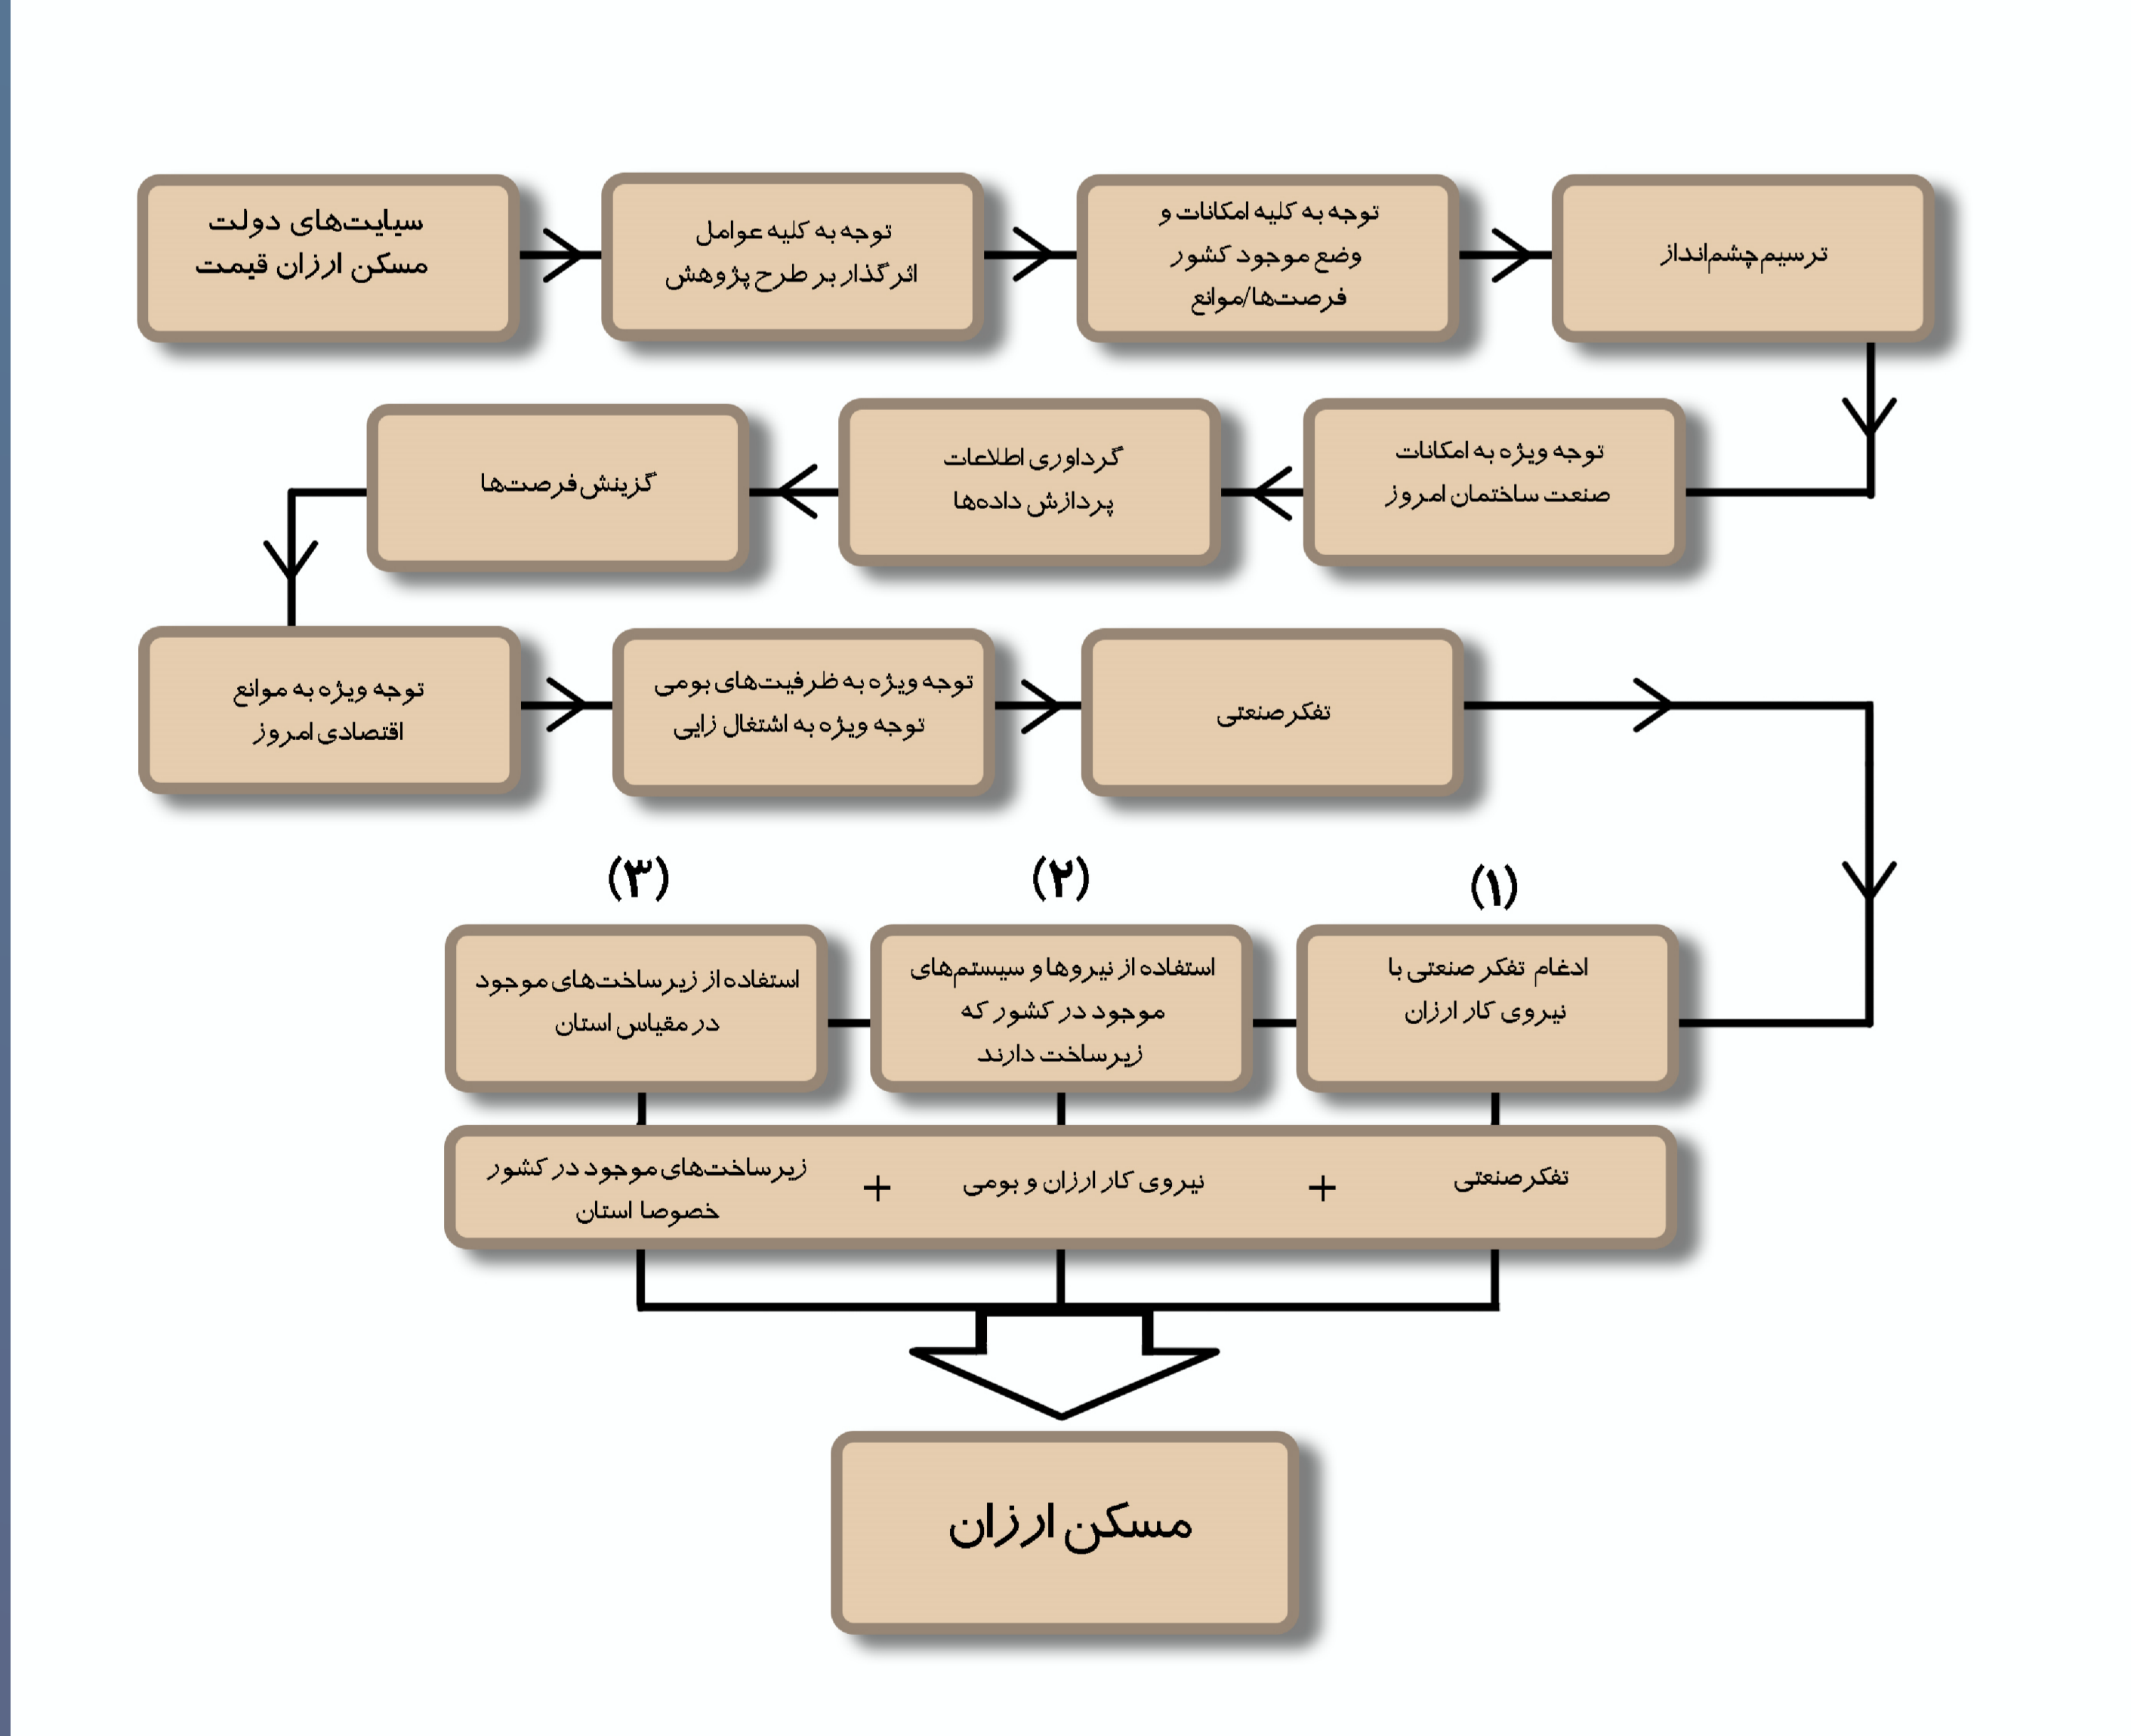 سیایت‌های دولت
مسکن ارزان قیمت
توجه به کلیه عوامل
اثرگذار بر طرح پژوهش
توجه به کلیه امکانات و
وضع موجود کشور
فرصت‌ها/موانع
ترسیم چشم‌انداز
توجه ویژه به امکانات
صنعت ساختمان امروز
گرداوری اطلاعات
پردازش داده‌ها
گزینش فرصت‌ها
توجه ویژه به موانع
اقتصادی امروز
توجه ویژه به ظرفیت‌های بومی
توجه ویژه به اشتغال زایی
تفکر صنعتی
(۱)
ادغام تفکر صنعتی با
نیروی کار ارزان
(۲)
استفاده از نیروها و سیستم‌های
موجود در کشور که
زیرساخت دارند
(۳)
استفاده از زیرساخت‌های موجود
در مقیاس استان
تفکر صنعتی
+
نیروی کار ارزان و بومی
+
زیرساخت‌های موجود در کشور
خصوصا استان
مسکن ارزان